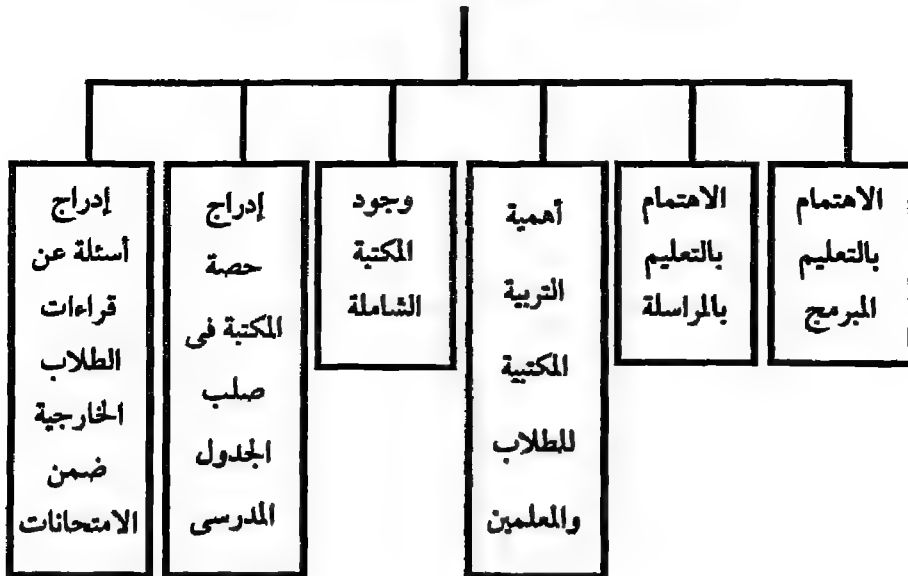 الاهتمام
بالتعليم
المبرمج
الاهتمام
بالتعليم
بالمراسلة
أهمية
التربية
المكتبية
للطلاب
والمعلمين
وجود
المكتبة
الشاملة
إدراج
حصة
المكتبة فى
صلب
الجدول
المدرسى
إدراج
أسئلة عن
قراءات
الطلاب
الخارجية
ضمن
الامتحانات